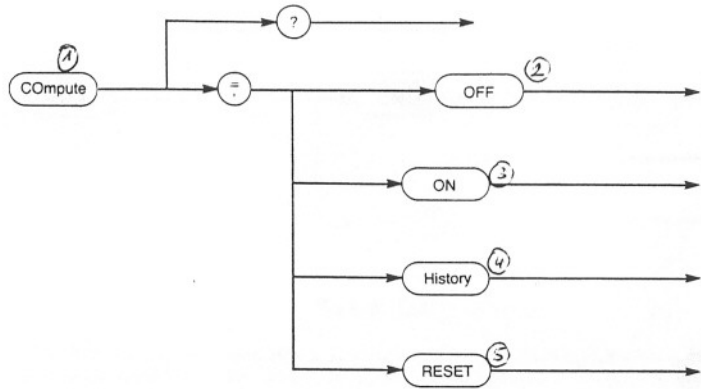 ?
1
COmpute
= ,
OFF
2
ON
3
History
4
RESET
5